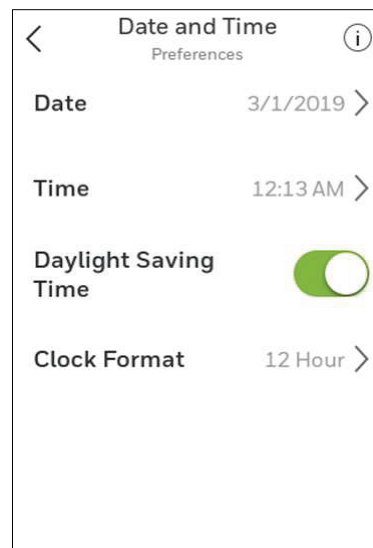 Date and Time
Preferences
Date 3/1/2019
Time 12:13 AM
Daylight Saving
Time
Clock Format 12 Hour